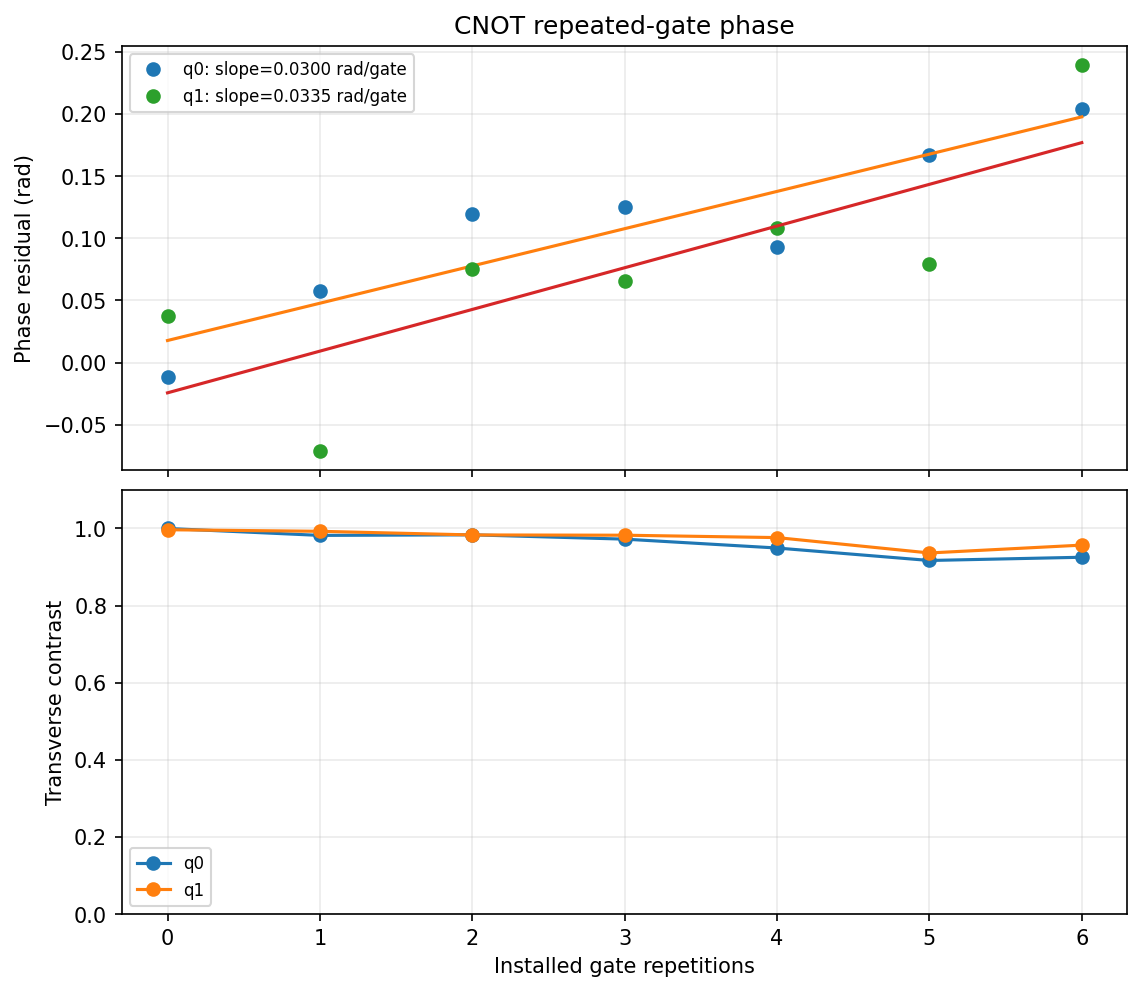 CNOT repeated-gate phase
0.25
0.20
0.15
0.10
0.05
0.00
−0.05
Phase residual (rad)
q0: slope=0.0300 rad/gate
q1: slope=0.0335 rad/gate
1.0
0.8
0.6
0.4
0.2
0.0
Transverse contrast
q0
q1
0 1 2 3 4 5 6
Installed gate repetitions